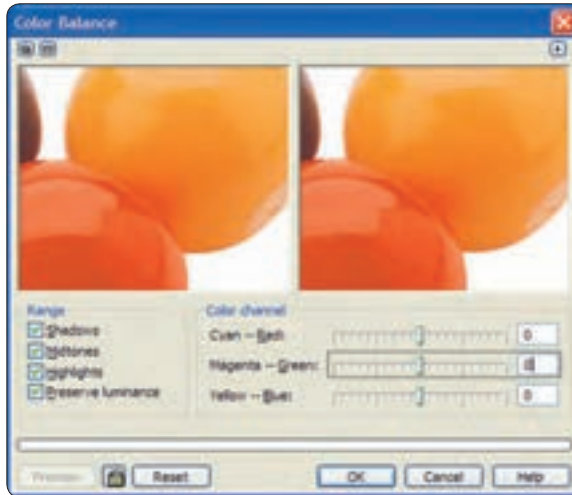 Color Balance
Range
Shadows
Midtones
Highlights
Preserve luminance
Color channel
Cyan -- Red: 0
Magenta -- Green: 0
Yellow -- Blue: 0
Preview
Reset
OK
Cancel
Help